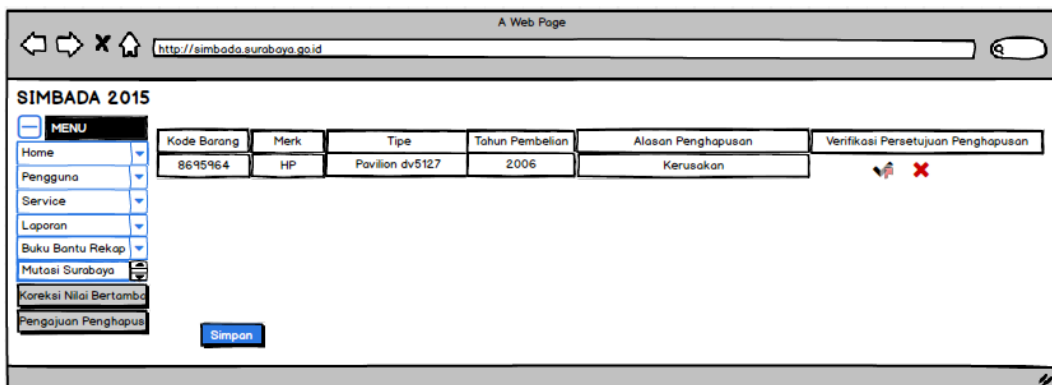 A Web Page
http://simbada.surabaya.go.id
SIMBADA 2015
MENU
Home
Pengguna
Service
Laporan
Buku Bantu Rekap
Mutasi Surabaya
Koreksi Nilai Bertamba
Pengajuan Penghapus
Kode Barang Merk Tipe Tahun Pembelian Alasan Penghapusan Verifikasi Persetujuan Penghapusan
8695964 HP Pavilion dv5127 2006 Kerusakan
Simpan